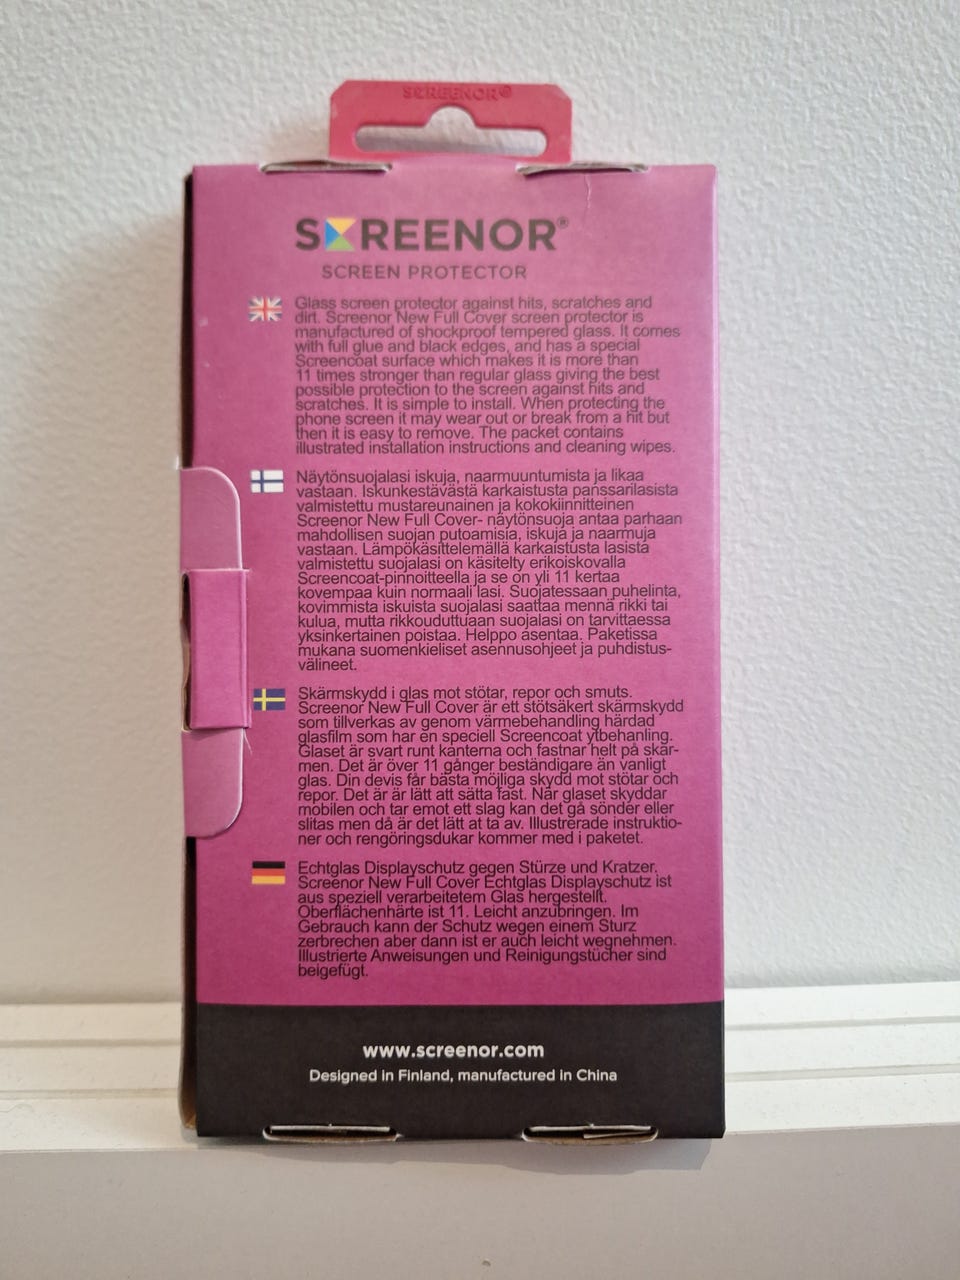 SCREENOR®
SCREENOR®
SCREEN PROTECTOR
Glass screen protector against hits, scratches and
dirt. Screenor New Full Cover screen protector is
manufactured of shockproof tempered glass. It comes
with full glue and black edges, and has a special
Screencoat surface which makes it is more than
11 times stronger than regular glass giving the best
possible protection to the screen against hits and
scratches. It is simple to install. When protecting the
phone screen it may wear out or break from a hit but
then it is easy to remove. The packet contains
illustrated installation instructions and cleaning wipes.
Näytönsuojalasi iskuja, naarmuuntumista ja likaa
vastaan. Iskunkestävästä karkaistusta panssarilasista
valmistettu mustareunainen ja kokokiinnitteinen
Screenor New Full Cover- näytönsuoja antaa parhaan
mahdollisen suojan putoamisia, iskuja ja naarmuja
vastaan. Lämpökäsittelemällä karkaistusta lasista
valmistettu suojalasi on käsitelty erikoiskovalla
Screencoat-pinnoitteella ja se on yli 11 kertaa
kovempaa kuin normaali lasi. Suojatessaan puhelinta,
kovimmista iskuista suojalasi saattaa mennä rikki tai
kulua, mutta rikkouduttuaan suojalasi on tarvittaessa
yksinkertainen poistaa. Helppo asentaa. Paketissa
mukana suomenkieliset asennusohjeet ja puhdistus-
välineet.
Skärmskydd i glas mot stötar, repor och smuts.
Screenor New Full Cover är ett stötsäkert skärmskydd
som tillverkas av genom värmebehandling härdad
glasfilm som har en speciell Screencoat ytbehanling.
Glaset är svart runt kanterna och fastnar helt på skär-
men. Det är över 11 gånger beständigare än vanligt
glas. Din devis får bästa möjliga skydd mot stötar och
repor. Det är är lätt att sätta fast. När glaset skyddar
mobilen och tar emot ett slag kan det gå sönder eller
slitas men då är det lätt at ta av. Illustrerade instruktio-
ner och rengöringsdukar kommer med i paketet.
Echtglas Displayschutz gegen Stürze und Kratzer.
Screenor New Full Cover Echtglas Displayschutz ist
aus speziell verarbeitetem Glas hergestellt.
Oberflächenhärte ist 11. Leicht anzubringen. Im
Gebrauch kann der Schutz wegen einem Sturz
zerbrechen aber dann ist er auch leicht wegnehmen.
Illustrierte Anweisungen und Reinigungstücher sind
beigefügt.
www.screenor.com
Designed in Finland, manufactured in China